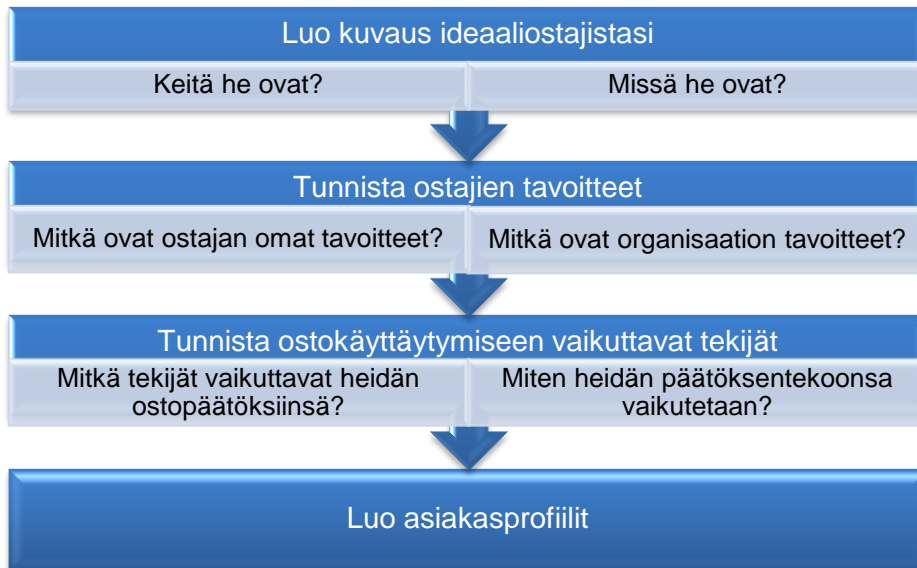 Luo kuvaus ideaaliostajistasi
Keitä he ovat?
Missä he ovat?
Tunnista ostajien tavoitteet
Mitkä ovat ostajan omat tavoitteet?
Mitkä ovat organisaation tavoitteet?
Tunnista ostokäyttäytymiseen vaikuttavat tekijät
Mitkä tekijät vaikuttavat heidän
ostopäätöksiinsä?
Miten heidän päätöksentekoonsa
vaikutetaan?
Luo asiakasprofiilit